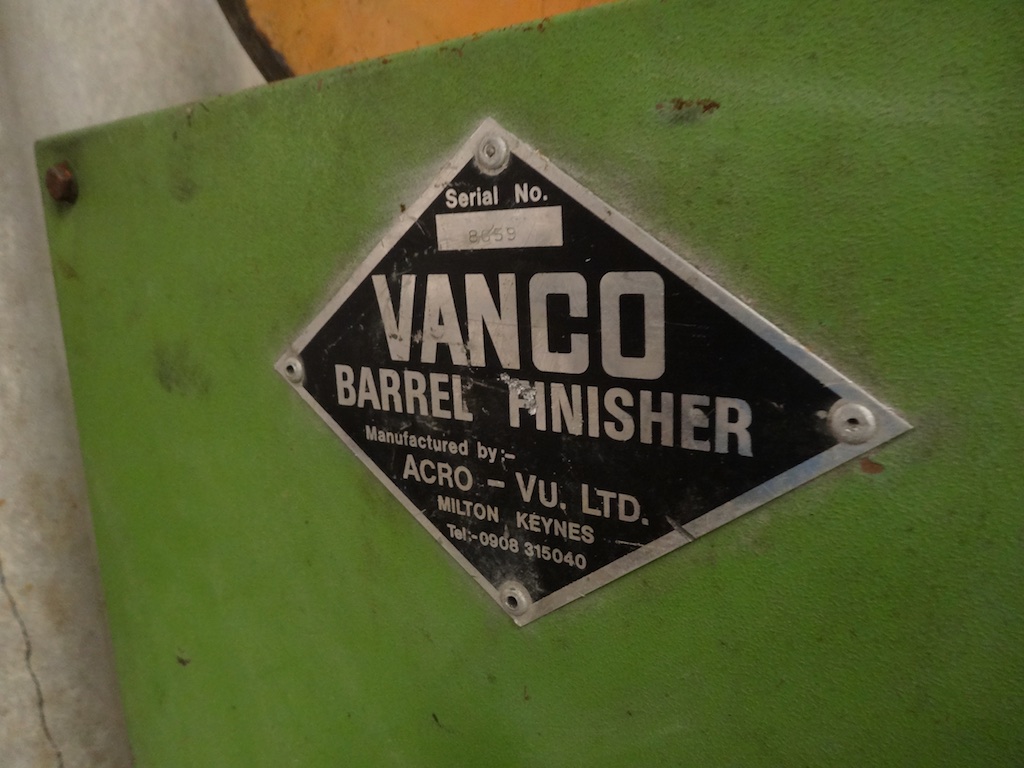 Serial No.
VANCO
BARREL FINISHER
Manufactured by:-
ACRO - VU. LTD.
MILTON KEYNES
Tel:-0908 315040